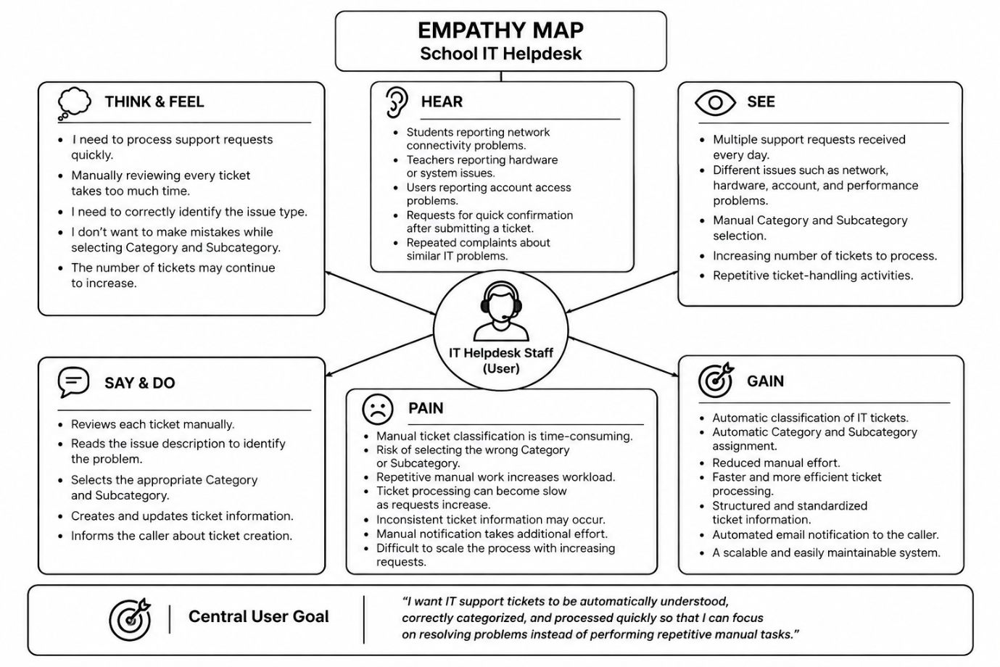 EMPATHY MAP
School IT Helpdesk
THINK & FEEL
• I need to process support requests
quickly.
• Manually reviewing every ticket
takes too much time.
• I need to correctly identify the issue type.
• I don’t want to make mistakes while
selecting Category and Subcategory.
• The number of tickets may continue
to increase.
HEAR
• Students reporting network
connectivity problems.
• Teachers reporting hardware
or system issues.
• Users reporting account access
problems.
• Requests for quick confirmation
after submitting a ticket.
• Repeated complaints about
similar IT problems.
SEE
• Multiple support requests received
every day.
• Different issues such as network,
hardware, account, and performance
problems.
• Manual Category and Subcategory
selection.
• Increasing number of tickets to process.
• Repetitive ticket-handling activities.
IT Helpdesk Staff
(User)
SAY & DO
• Reviews each ticket manually.
• Reads the issue description to identify
the problem.
• Selects the appropriate Category
and Subcategory.
• Creates and updates ticket information.
• Informs the caller about ticket creation.
PAIN
• Manual ticket classification is time-consuming.
• Risk of selecting the wrong Category
or Subcategory.
• Repetitive manual work increases workload.
• Ticket processing can become slow
as requests increase.
• Inconsistent ticket information may occur.
• Manual notification takes additional effort.
• Difficult to scale the process with increasing
requests.
GAIN
• Automatic classification of IT tickets.
• Automatic Category and Subcategory
assignment.
• Reduced manual effort.
• Faster and more efficient ticket
processing.
• Structured and standardized
ticket information.
• Automated email notification to the caller.
• A scalable and easily maintainable system.
Central User Goal
“I want IT support tickets to be automatically understood,
correctly categorized, and processed quickly so that I can focus
on resolving problems instead of performing repetitive manual tasks.”